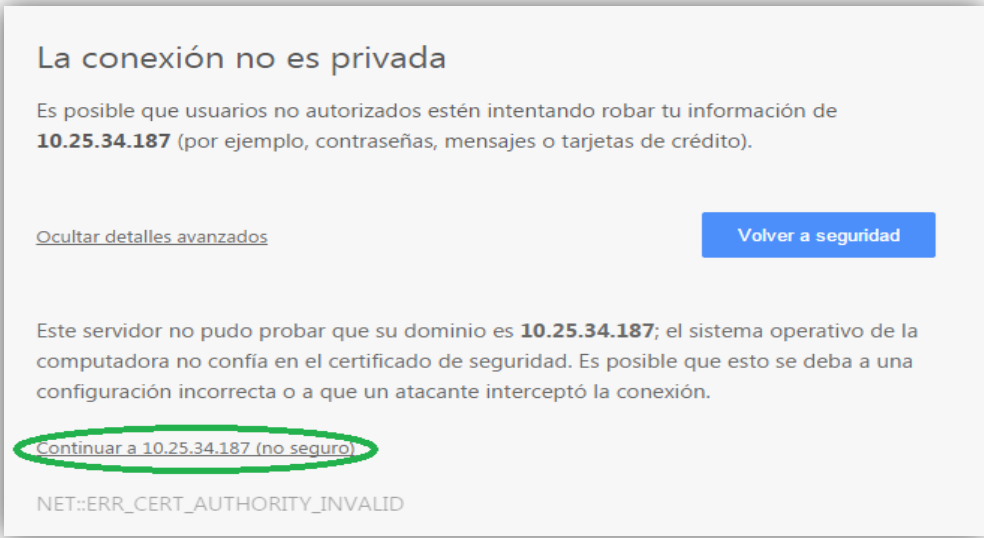 La conexión no es privada
Es posible que usuarios no autorizados estén intentando robar tu información de
10.25.34.187 (por ejemplo, contraseñas, mensajes o tarjetas de crédito).
Ocultar detalles avanzados
Volver a seguridad
Este servidor no pudo probar que su dominio es 10.25.34.187; el sistema operativo de la
computadora no confía en el certificado de seguridad. Es posible que esto se deba a una
configuración incorrecta o a que un atacante interceptó la conexión.
Continuar a 10.25.34.187 (no seguro)
NET::ERR_CERT_AUTHORITY_INVALID